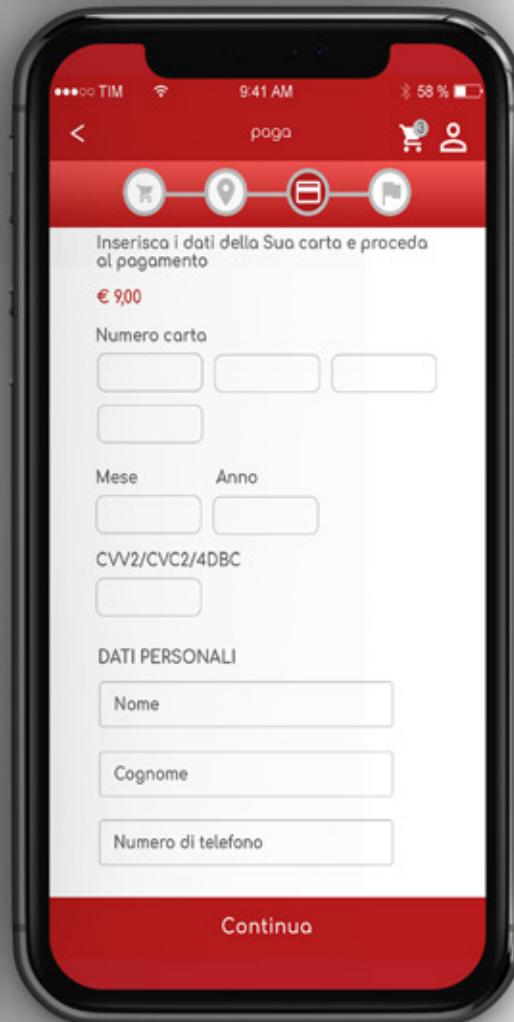 TIM 9:41 AM 58 %
< paga 3
Inserisca i dati della Sua carta e proceda
al pagamento
€ 9,00
Numero carta
Mese Anno
CVV2/CVC2/4DBC
DATI PERSONALI
Nome
Cognome
Numero di telefono
Continua